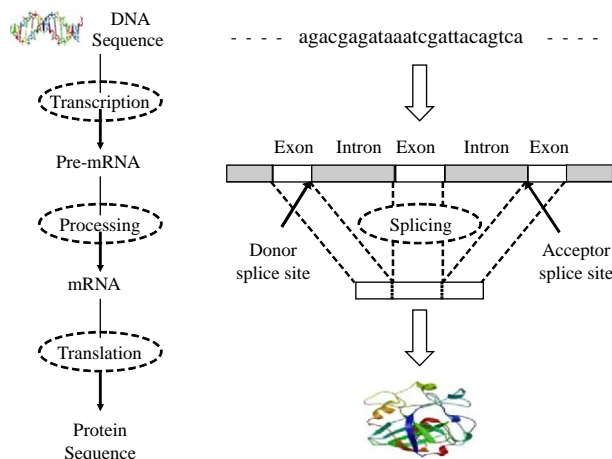 DNA
Sequence
Transcription
Pre-mRNA
Processing
mRNA
Translation
Protein
Sequence
- - - - agacgagataaatcgattacagtca - - - -
Exon Intron Exon Intron Exon
Splicing
Donor
splice site
Acceptor
splice site